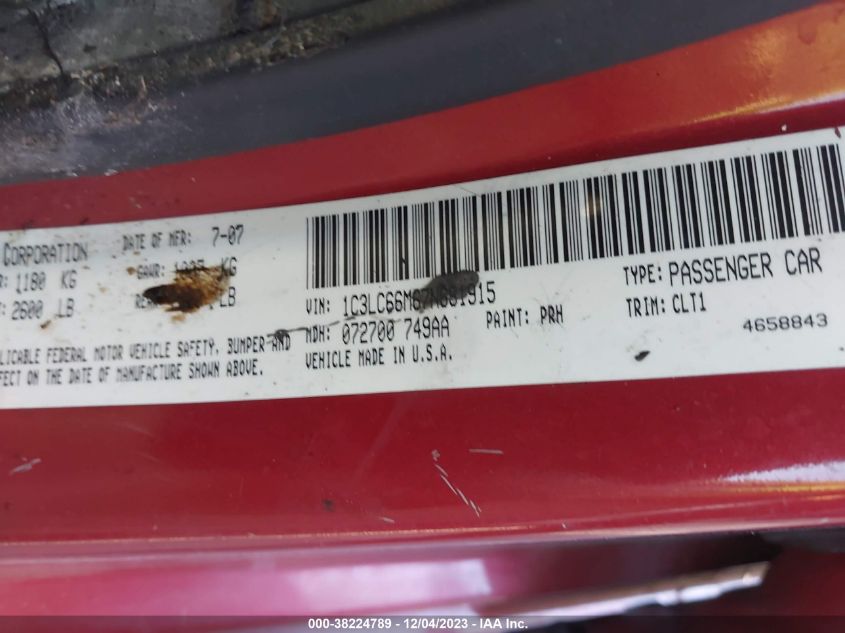 CORPORATION DATE OF MFR: 7-07
1180 KG GAWR: KG
2600 LB LB
FEDERAL MOTOR VEHICLE SAFETY, BUMPER AND
ON THE DATE OF MANUFACTURE SHOWN ABOVE.
VIN:
MDH: 072700 749AA PAINT: PRH
VEHICLE MADE IN U.S.A.
TYPE: PASSENGER CAR
TRIM: CLT1
4658843
000-38224789 - 12/04/2023 - IAA Inc.